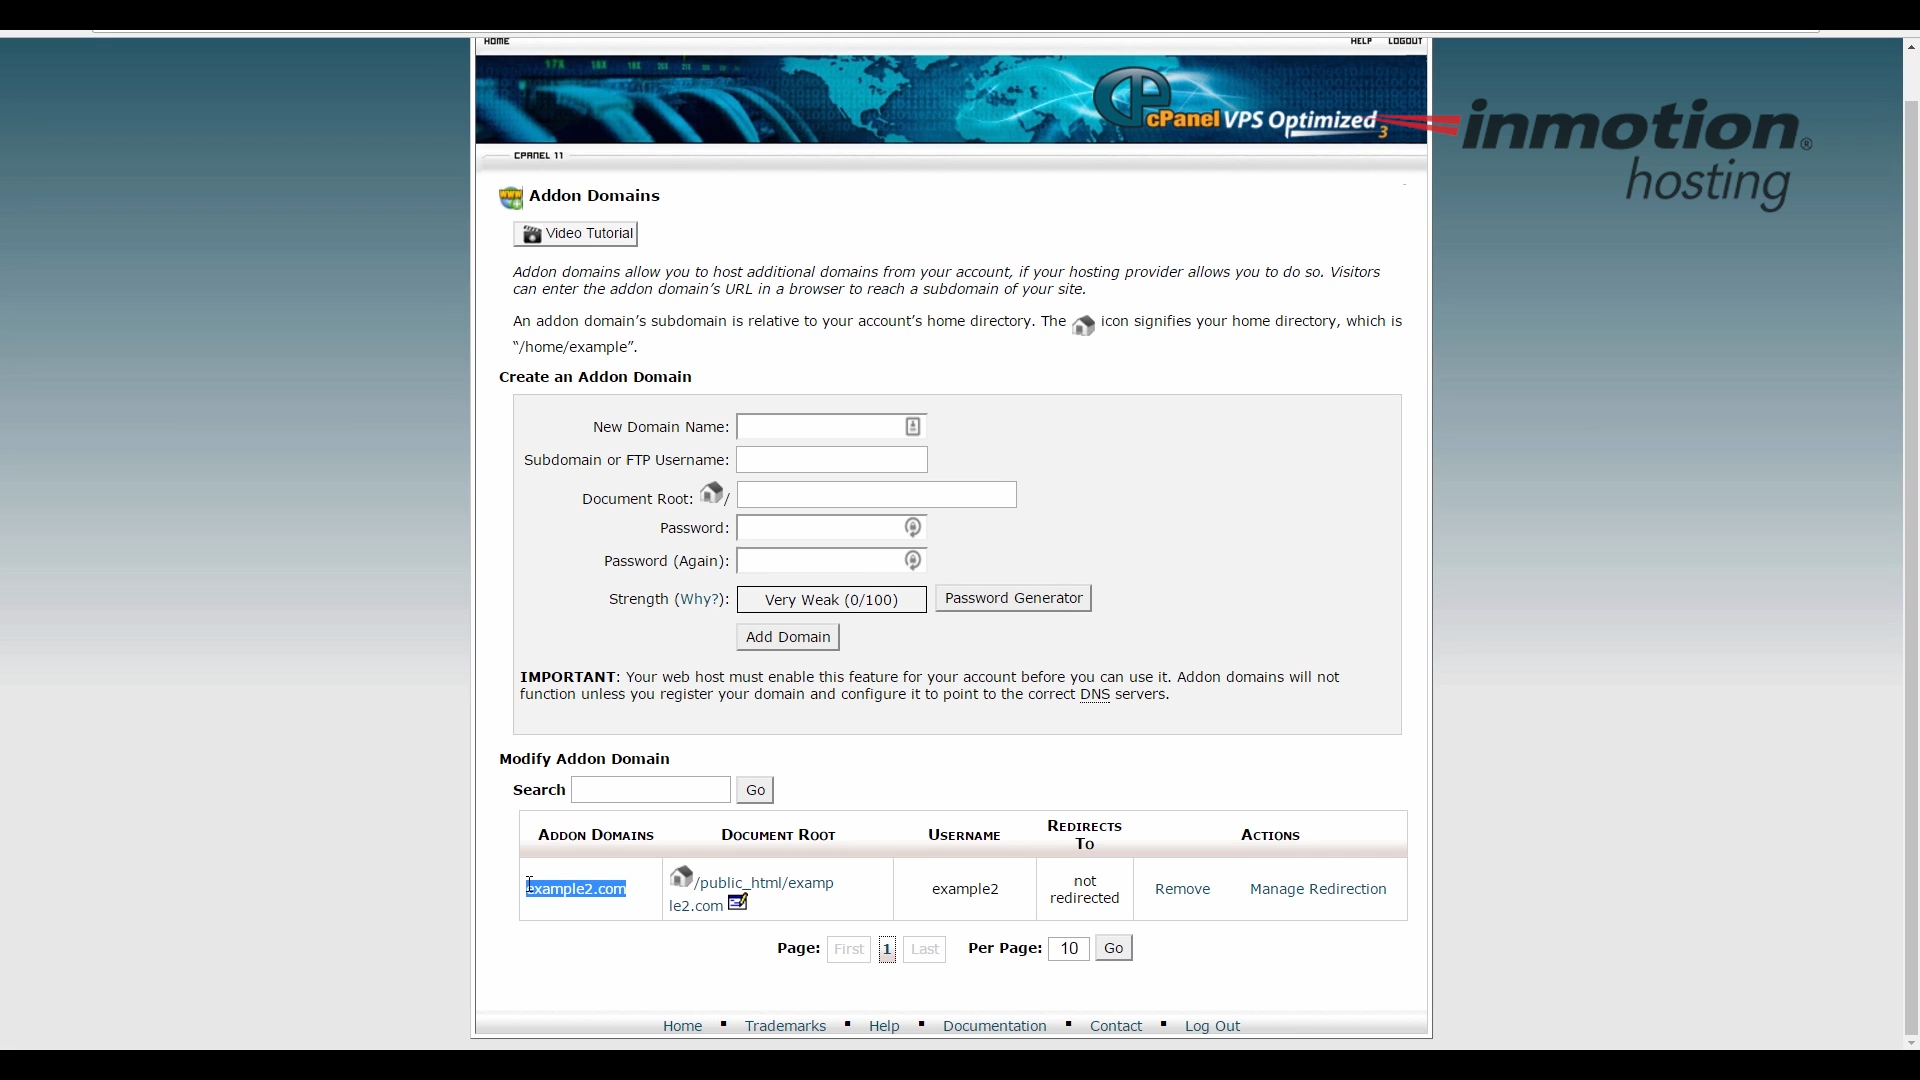 HOME HELP LOGOUT
17X 18X 19X 20X 21X
cPanel VPS Optimized 3
inmotion®
hosting
CPANEL 11
Addon Domains
Video Tutorial
Addon domains allow you to host additional domains from your account, if your hosting provider allows you to do so. Visitors
can enter the addon domain's URL in a browser to reach a subdomain of your site.
An addon domain's subdomain is relative to your account's home directory. The icon signifies your home directory, which is
“/home/example”.
Create an Addon Domain
New Domain Name:
Subdomain or FTP Username:
Document Root: /
Password:
Password (Again):
Strength (Why?): Very Weak (0/100) Password Generator
Add Domain
IMPORTANT: Your web host must enable this feature for your account before you can use it. Addon domains will not
function unless you register your domain and configure it to point to the correct DNS servers.
Modify Addon Domain
Search Go
ADDON DOMAINS DOCUMENT ROOT USERNAME REDIRECTS TO ACTIONS
example2.com /public_html/examp
le2.com example2 not
redirected Remove Manage Redirection
Page: First 1 Last Per Page: 10 Go
Home ▪ Trademarks ▪ Help ▪ Documentation ▪ Contact ▪ Log Out